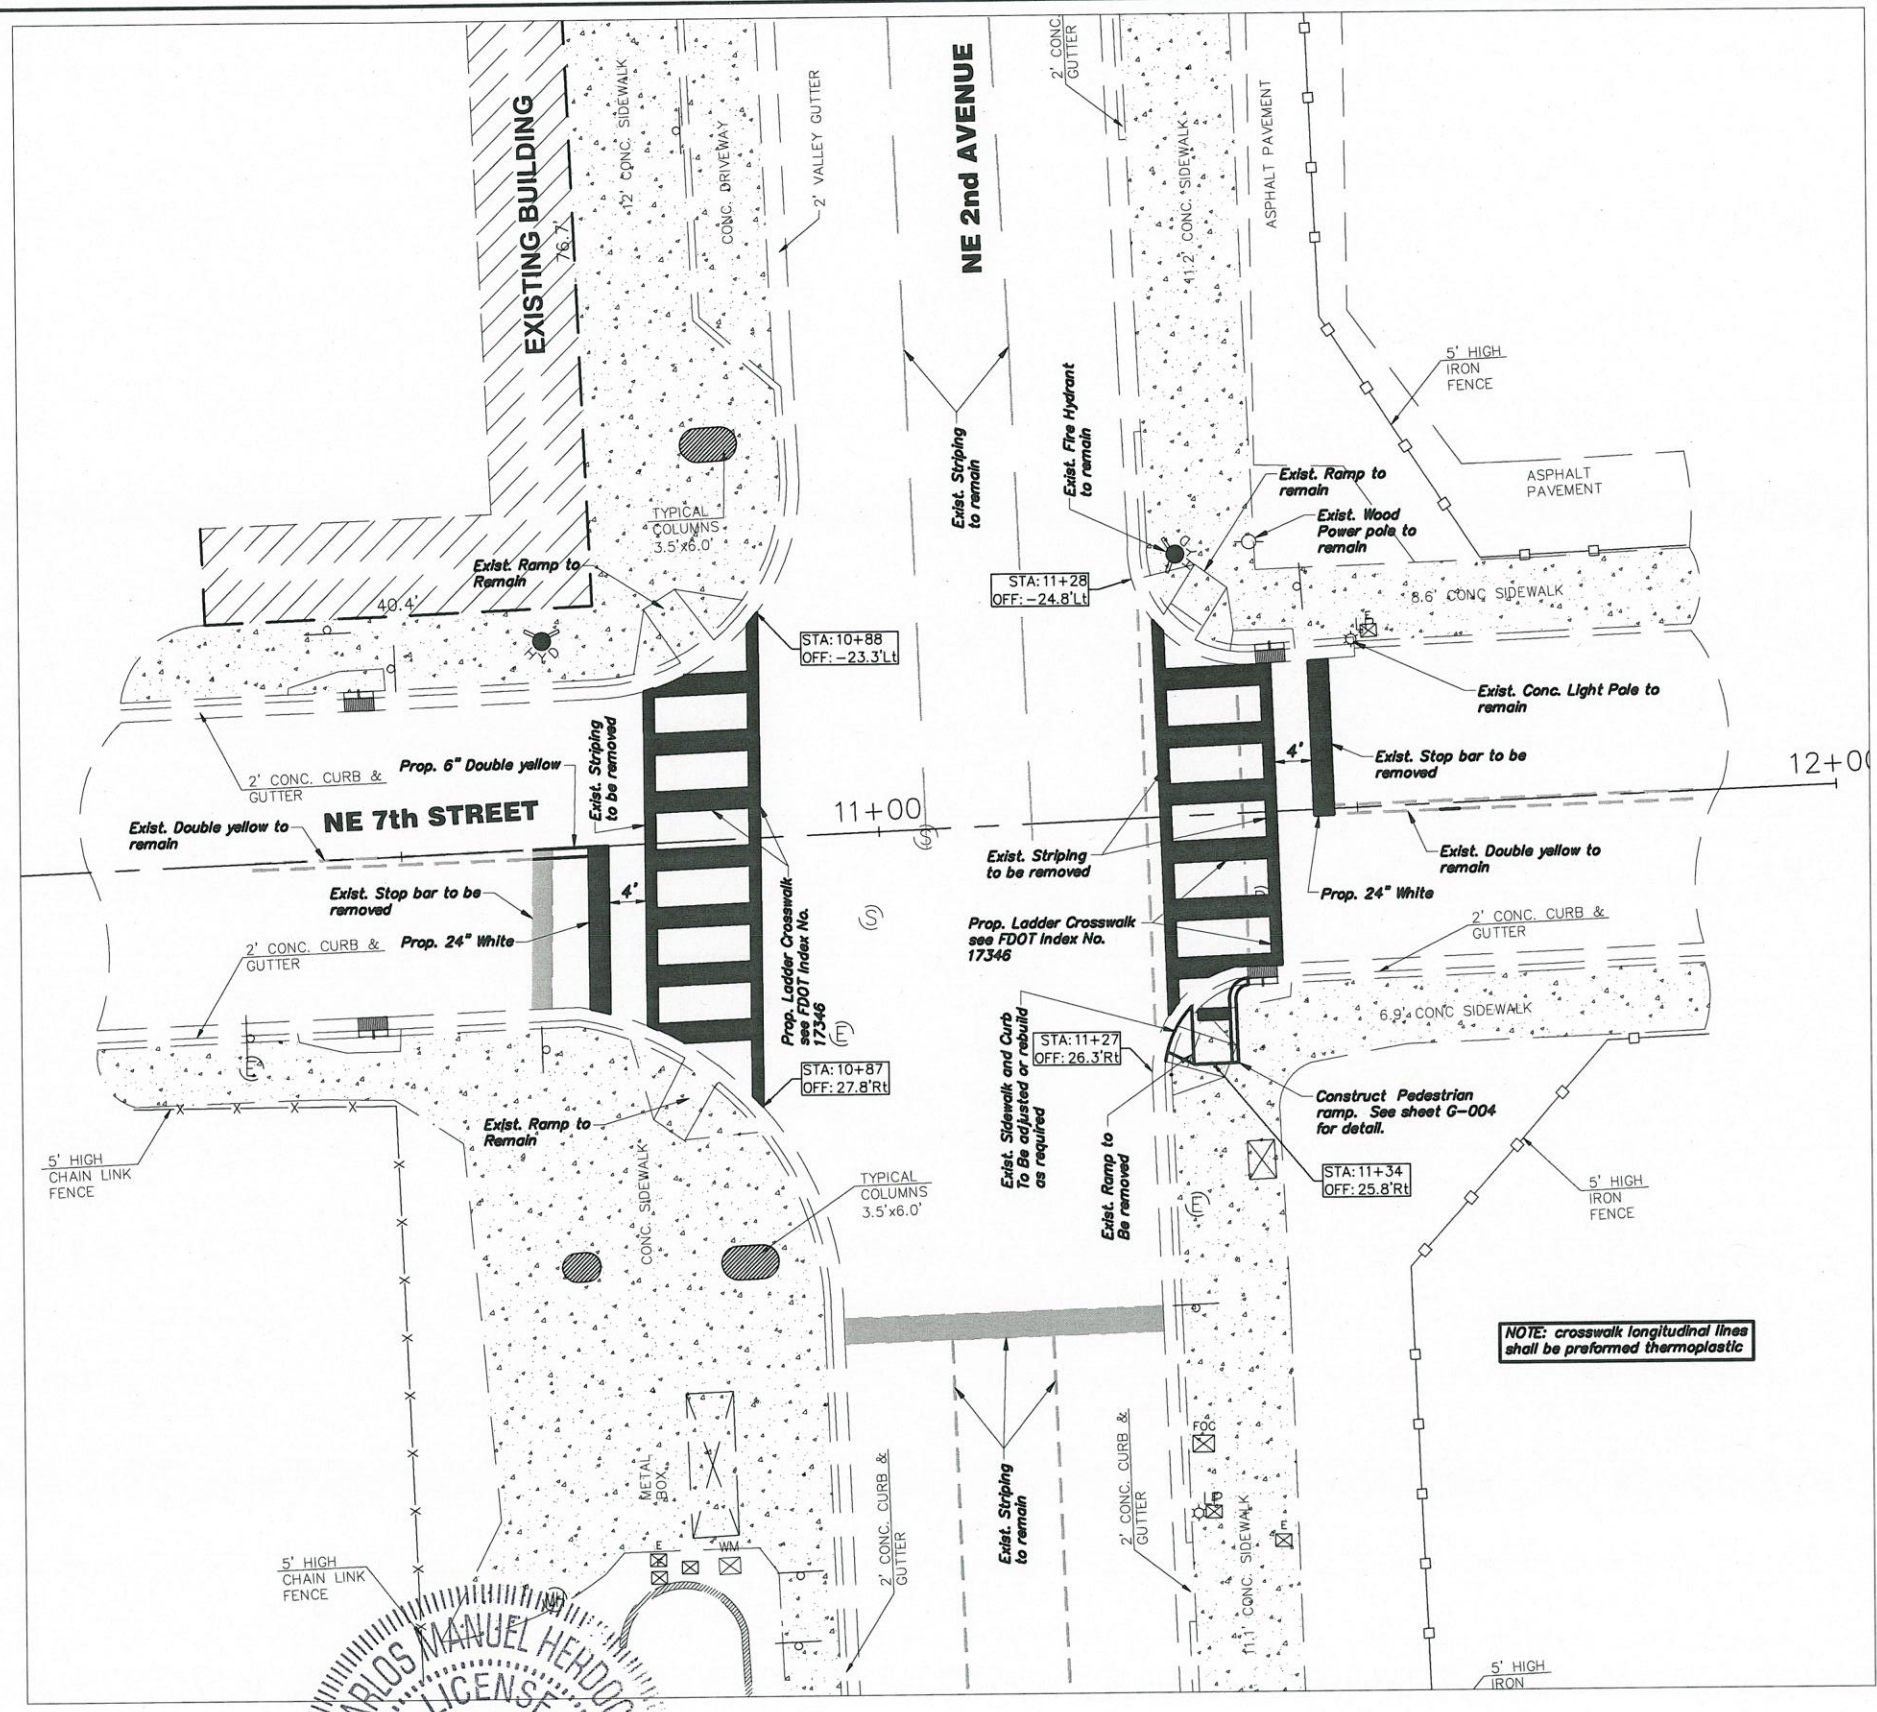 2' CONC.
GUTTER
NE 2nd AVENUE
12' CONC. SIDEWALK
CONC. DRIVEWAY
2' VALLEY GUTTER
EXISTING BUILDING
76.7'
11.2' CONC. SIDEWALK
ASPHALT PAVEMENT
5' HIGH
IRON
FENCE
Exist. Striping
to remain
Exist. Fire Hydrant
to remain
Exist. Ramp to
remain
ASPHALT
PAVEMENT
TYPICAL
COLUMNS
3.5'x6.0'
Exist. Wood
Power pole to
remain
Exist. Ramp to
Remain
HYD
STA: 11+28
OFF: -24.8'Lt
40.4'
8.6' CONC SIDEWALK
E
HYD
STA: 10+88
OFF: -23.3'Lt
Exist. Conc. Light Pole to
remain
Exist. Striping
to be removed
Prop. 6" Double yellow
2' CONC. CURB &
GUTTER
4'
Exist. Stop bar to be
removed
12+00
NE 7th STREET
11+00
Exist. Double yellow to
remain
(S)
Exist. Striping
to be removed
Exist. Double yellow to
remain
Exist. Stop bar to be
removed
4'
Prop. 24" White
Prop. Ladder Crosswalk
see FDOT Index No.
17346
(S)
Prop. Ladder Crosswalk
see FDOT Index No.
17346
2' CONC. CURB &
GUTTER
Prop. 24" White
2' CONC. CURB &
GUTTER
6.9' CONC SIDEWALK
(E)
(E)
Exist. Sidewalk and Curb
To Be adjusted or rebuild
as required
STA: 11+27
OFF: 26.3'Rt
STA: 10+87
OFF: 27.8'Rt
Construct Pedestrian
ramp. See sheet G-004
for detail.
Exist. Ramp to
Remain
Exist. Ramp to
Be removed
5' HIGH
CHAIN LINK
FENCE
CONC. SIDEWALK
TYPICAL
COLUMNS
3.5'x6.0'
STA: 11+34
OFF: 25.8'Rt
(E)
5' HIGH
IRON
FENCE
NOTE: crosswalk longitudinal lines
shall be preformed thermoplastic
METAL
BOX
FOC
2' CONC. CURB &
GUTTER
Exist. Striping
to remain
2' CONC. CURB &
GUTTER
11.1' CONC. SIDEWALK
E
E
WM
5' HIGH
CHAIN LINK
FENCE
MH
5' HIGH
IRON
ARLOS MANUEL HERDOC
LICENSE